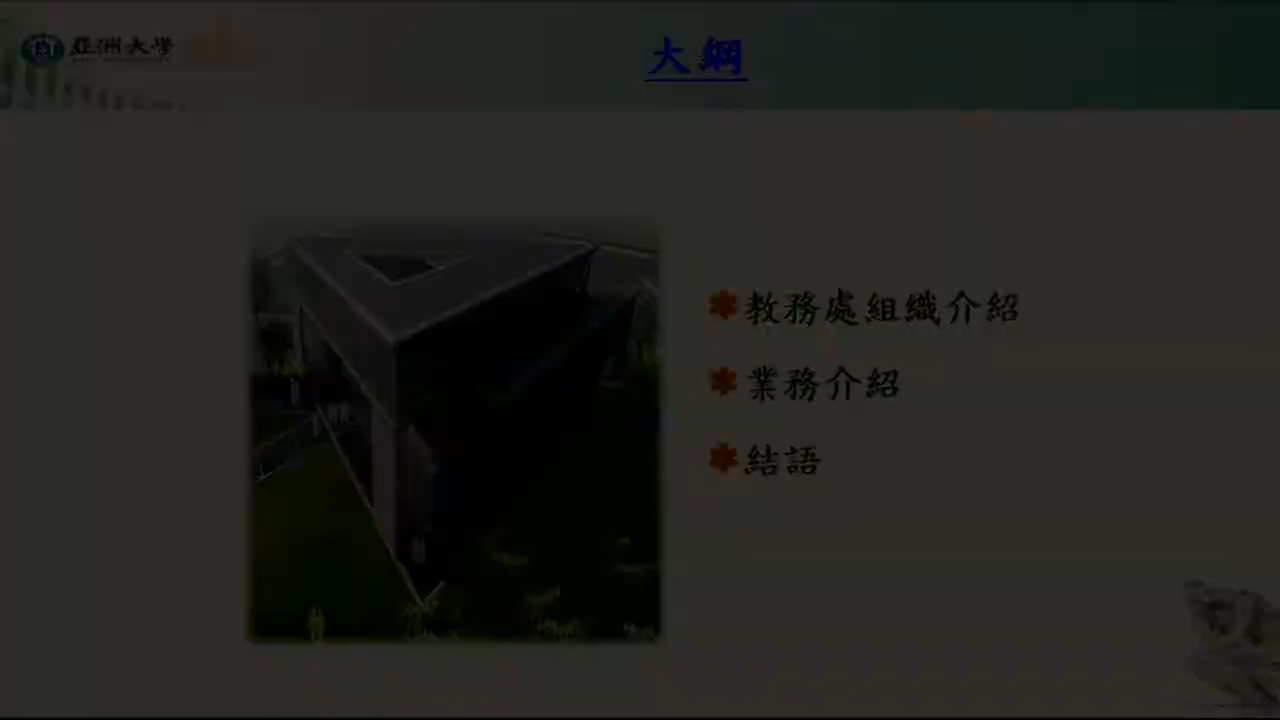 亞洲大學
大綱
教務處組織介紹
業務介紹
結語